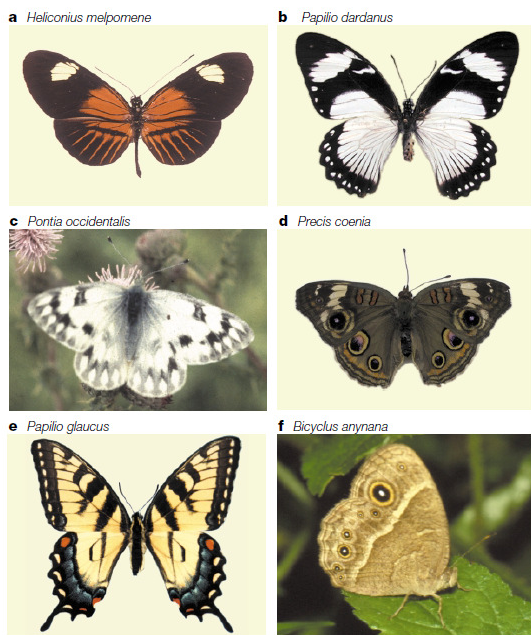 a Heliconius melpomene
b Papilio dardanus
c Pontia occidentalis
d Precis coenia
e Papilio glaucus
f Bicyclus anynana